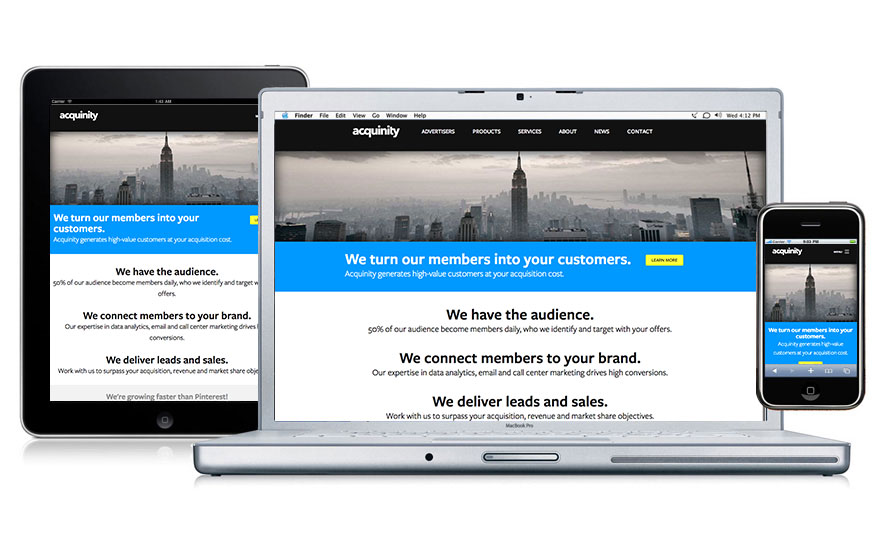 Carrier
1:03 AM
acquinity
We turn our members into your
customers.
Acquinity generates high-value customers at your acquisition cost.
We have the audience.
50% of our audience become members daily, who we identify and target w
offers.
We connect members to your brand.
Our expertise in data analytics, email and call center marketing drives h
conversions.
We deliver leads and sales.
Work with us to surpass your acquisition, revenue and market share obje
We're growing faster than Pinterest!
Finder File Edit View Go Window Help
Wed 4:12 PM
acquinity ADVERTISERS PRODUCTS SERVICES ABOUT NEWS CONTACT
We turn our members into your customers. LEARN MORE
Acquinity generates high-value customers at your acquisition cost.
We have the audience.
50% of our audience become members daily, who we identify and target with your offers.
We connect members to your brand.
Our expertise in data analytics, email and call center marketing drives high conversions.
We deliver leads and sales.
Work with us to surpass your acquisition, revenue and market share objectives.
MacBook Pro
Carrier 5:03 PM
acquinity MENU
We turn our members into your
customers.
Acquinity generates high-value
customers at your acquisition cost.